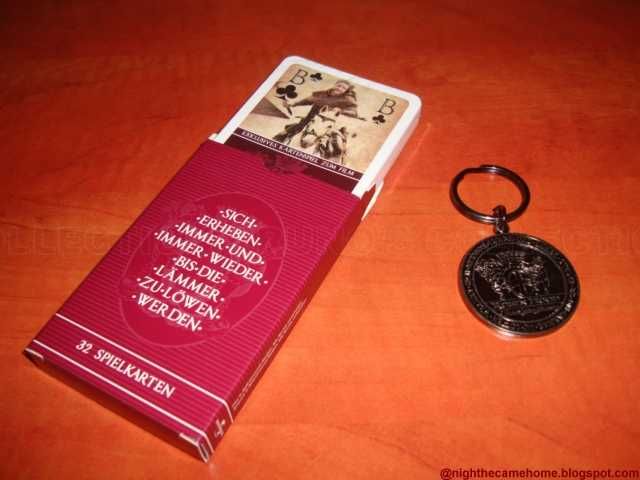 B
B
EXKLUSIVES KARTENSPIEL ZUM FILM
·SICH·
·ERHEBEN·
·IMMER·UND·
·IMMER·WIEDER·
·BIS·DIE·
·LÄMMER·
·ZU·LÖWEN·
·WERDEN·
32 SPIELKARTEN
@nighthecamehome.blogspot.com